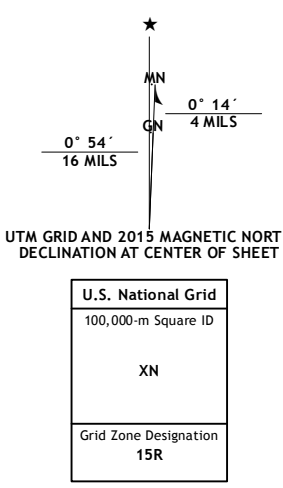 ★
MN
0° 14´
4 MILS
GN
0° 54´
16 MILS
UTM GRID AND 2015 MAGNETIC NORT
DECLINATION AT CENTER OF SHEET
U.S. National Grid
100,000-m Square ID
XN
Grid Zone Designation
15R